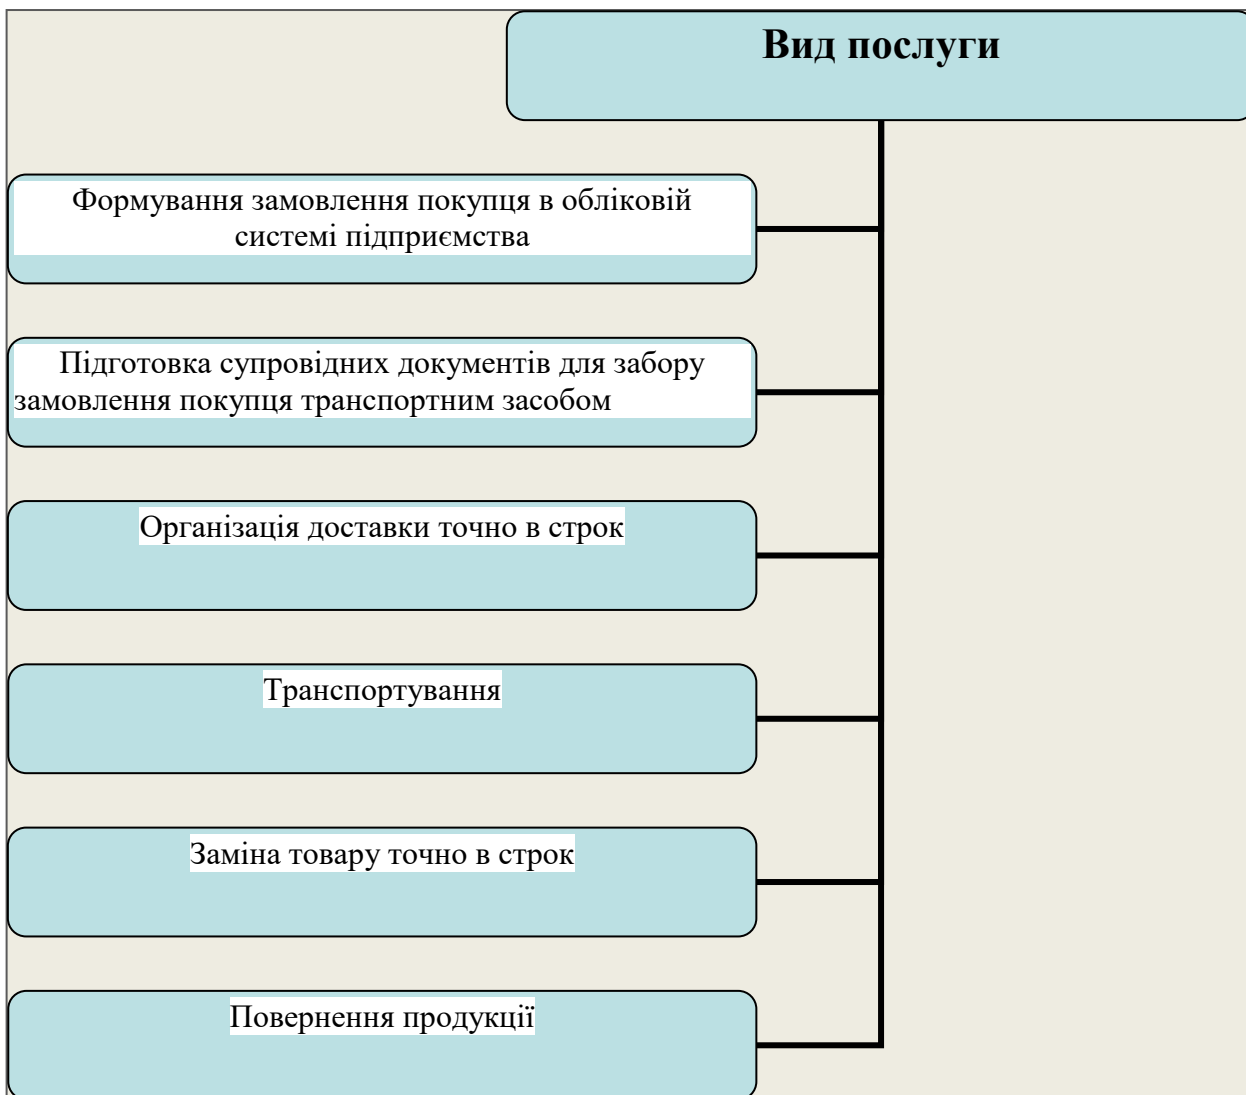 Вид послуги
Формування замовлення покупця в обліковій
системі підприємства
Підготовка супровідних документів для забору
замовлення покупця транспортним засобом
Організація доставки точно в строк
Транспортування
Заміна товару точно в строк
Повернення продукції